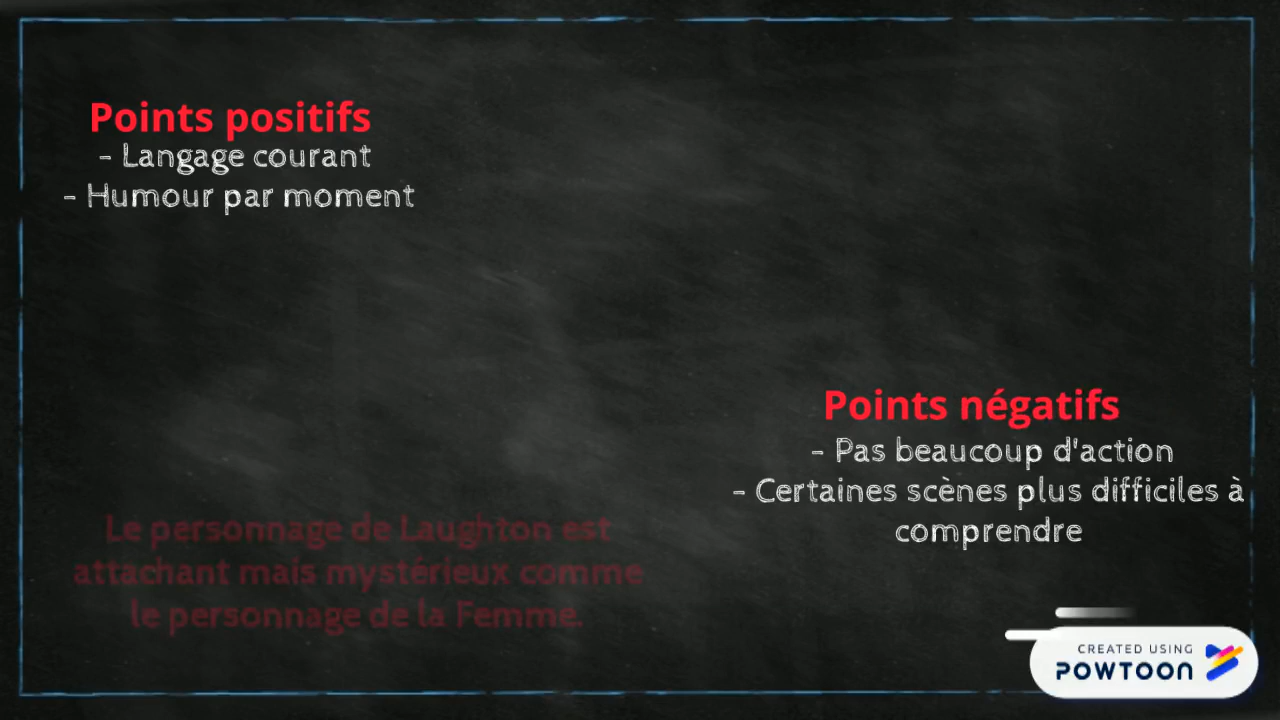 Points positifs
- Langage courant
- Humour par moment
Points négatifs
- Pas beaucoup d'action
- Certaines scènes plus difficiles à
comprendre
Le personnage de Laughton est
attachant mais mystérieux comme
le personnage de la Femme.
CREATED USING
POWTOON